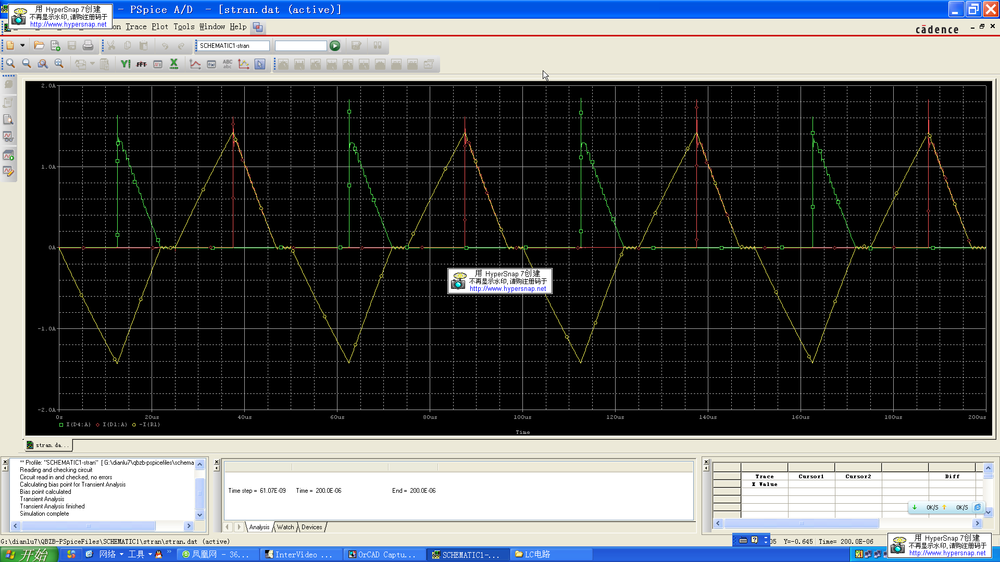 用 HyperSnap 7创建
不再显示水印, 请购注册码于
http://www.hypersnap.net
- PSpice A/D - [stran.dat (active)]
Trace Plot Tools Window Help
cādence
SCHEMATIC1-stran
FFT
ABC
abc
2.0A
1.0A
0A
-1.0A
-2.0A
0s 20us 40us 60us 80us 100us 120us 140us 160us 180us 200us
I(D4:A) I(D1:A) -I(R1)
Time
用 HyperSnap 7创建
不再显示水印, 请购注册码于
http://www.hypersnap.net
stran.da...
** Profile: "SCHEMATIC1-stran" [ G:\dianlu7\qbzb-pspicefiles\schema
Reading and checking circuit
Circuit read in and checked, no errors
Calculating bias point for Transient Analysis
Bias point calculated
Transient Analysis
Transient Analysis finished
Simulation complete
Time step = 61.07E-09 Time = 200.0E-06 End = 200.0E-06
Analysis Watch Devices
Trace Cursor1 Cursor2 Diff
X Value
0K/S 0K/S
G:\dianlu7\QBZB-PSpiceFiles\SCHEMATIC1\stran\stran.dat (active)
05 Y=-0.645 Time= 200.0E-06
开始
网络 工具
凤凰网 - 36...
InterVideo ...
OrCAD Captu...
SCHEMATIC1-...
LC电路
用 HyperSnap 7创建
不再显示水印, 请购注册码于
http://www.hypersnap.net